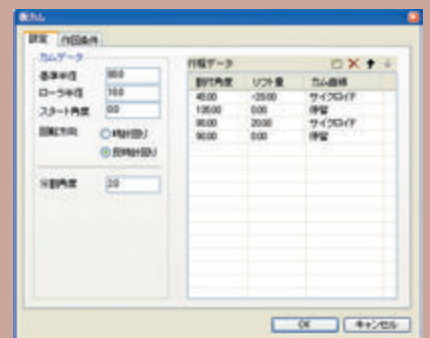 板カム
設定 作図条件
カムデータ
基準半径 80.0
ローラ半径 10.0
スタート角度 0.0
回転方向 時計回り
反時計回り
分割角度 2.0
行程データ
割付角度 リフト量 カム曲線
45.00 -20.00 サイクロイド
135.00 0.00 停留
90.00 20.00 サイクロイド
90.00 0.00 停留
OK キャンセル